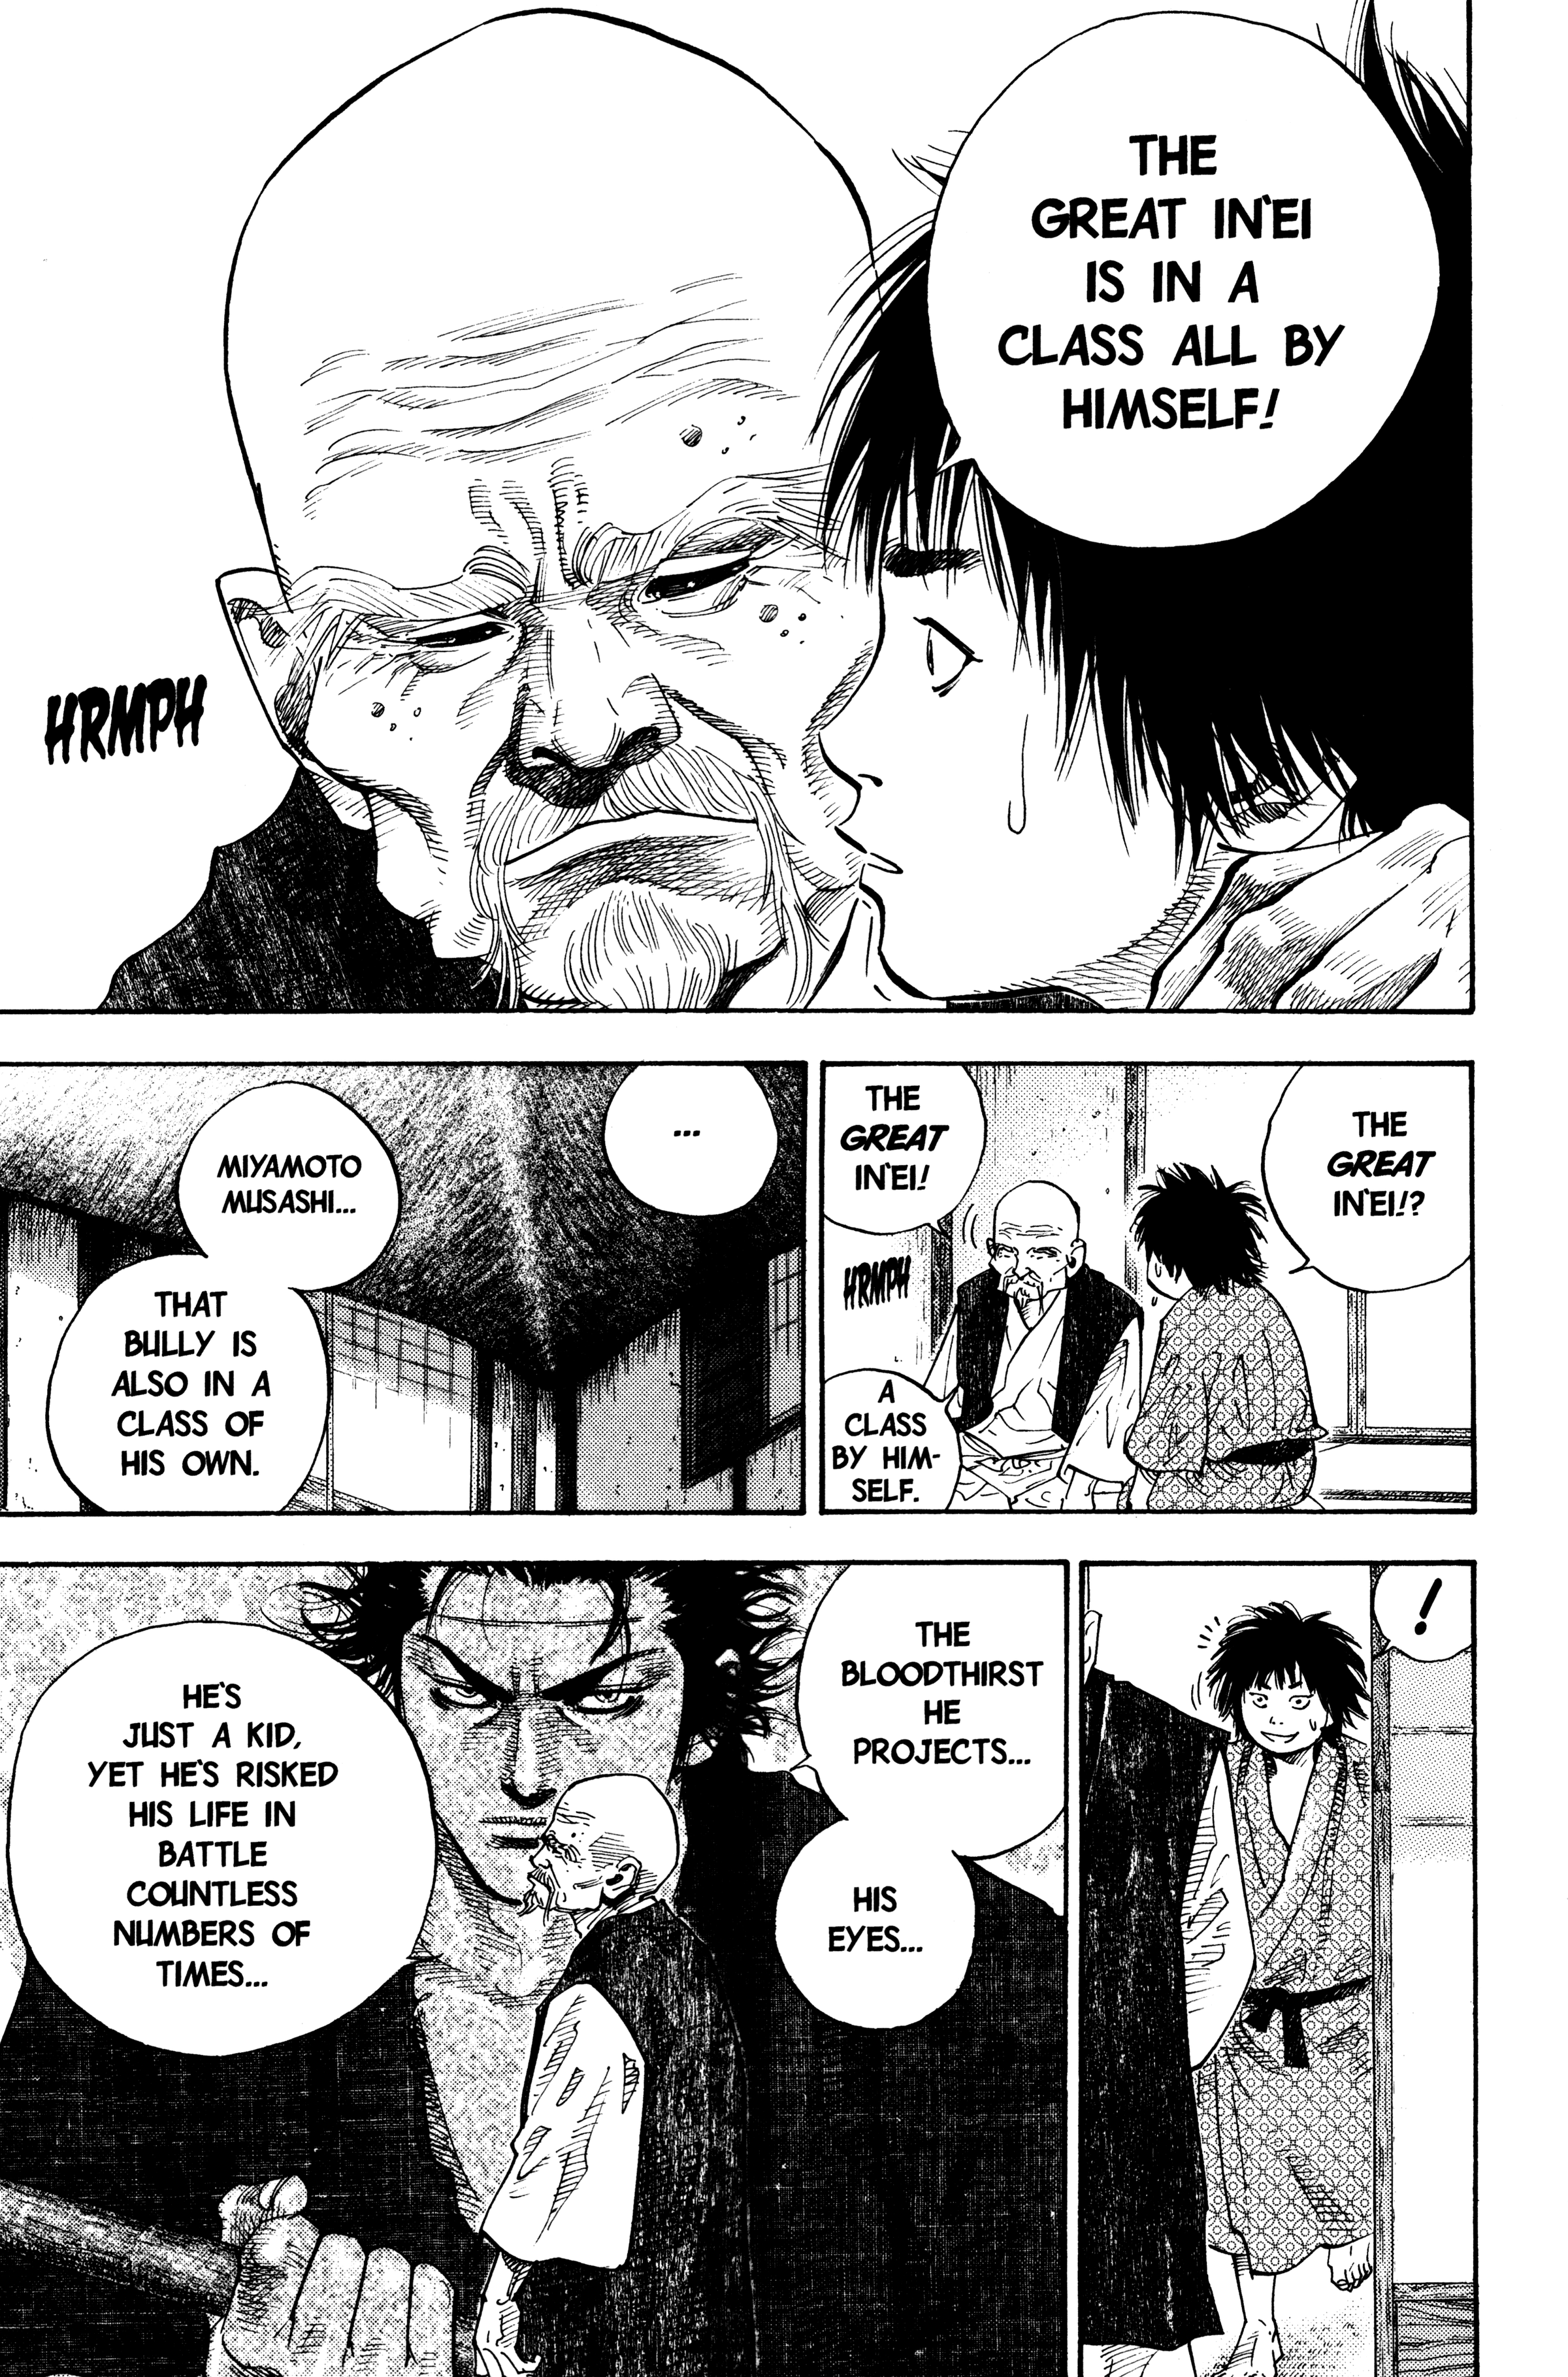 THE
GREAT IN'EI
IS IN A
CLASS ALL BY
HIMSELF!
HRMPH
THE
GREAT
IN'EI!?
THE
GREAT
IN'EI!
HRMPH
A
CLASS
BY HIM-
SELF.
...
MIYAMOTO
MUSASHI...
THAT
BULLY IS
ALSO IN A
CLASS OF
HIS OWN.
!
THE
BLOODTHIRST
HE
PROJECTS...
HIS
EYES...
HE'S
JUST A KID,
YET HE'S RISKED
HIS LIFE IN
BATTLE
COUNTLESS
NUMBERS OF
TIMES...